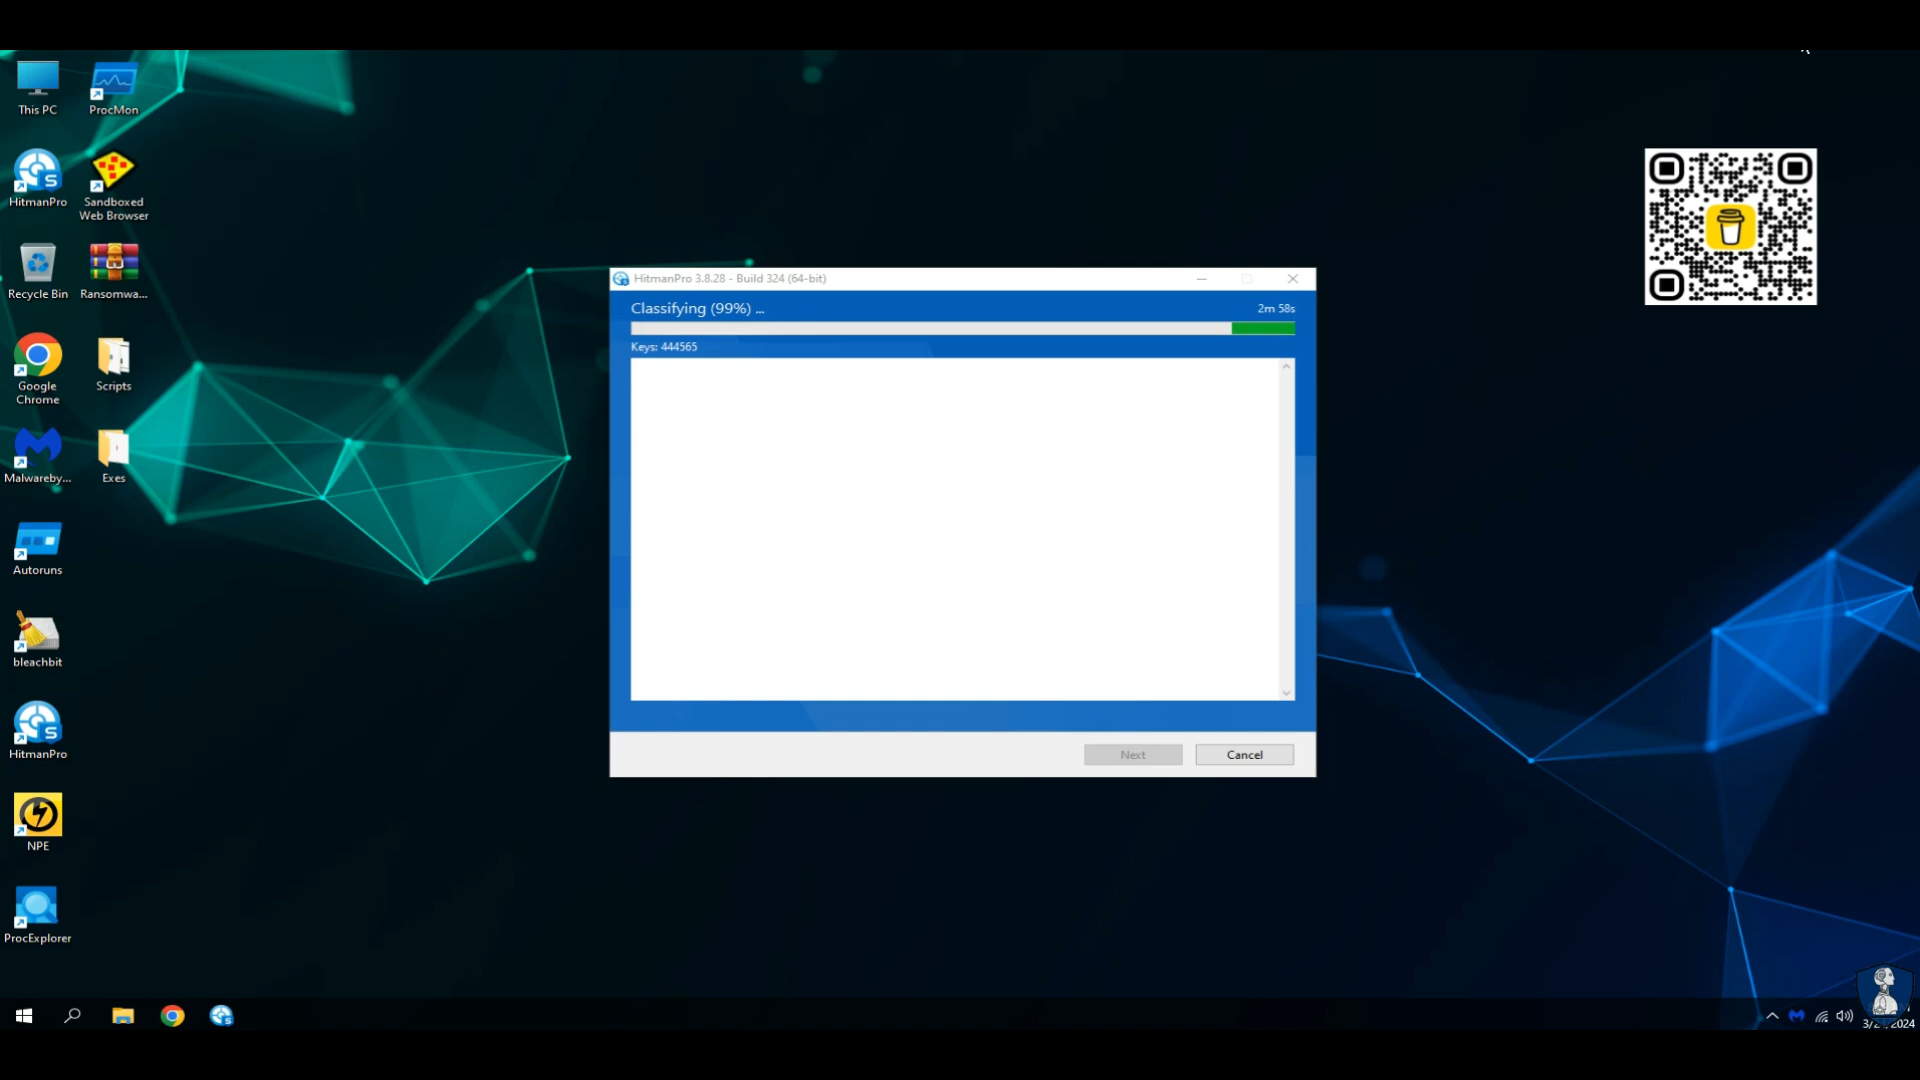 This PC
ProcMon
HitmanPro
Sandboxed
Web Browser
Recycle Bin
Ransomwa...
Google
Chrome
Scripts
Malwareby...
Exes
Autoruns
bleachbit
HitmanPro
NPE
ProcExplorer
HitmanPro 3.8.28 - Build 324 (64-bit)
Classifying (99%) ...
2m 58s
Keys: 444565
Next
Cancel